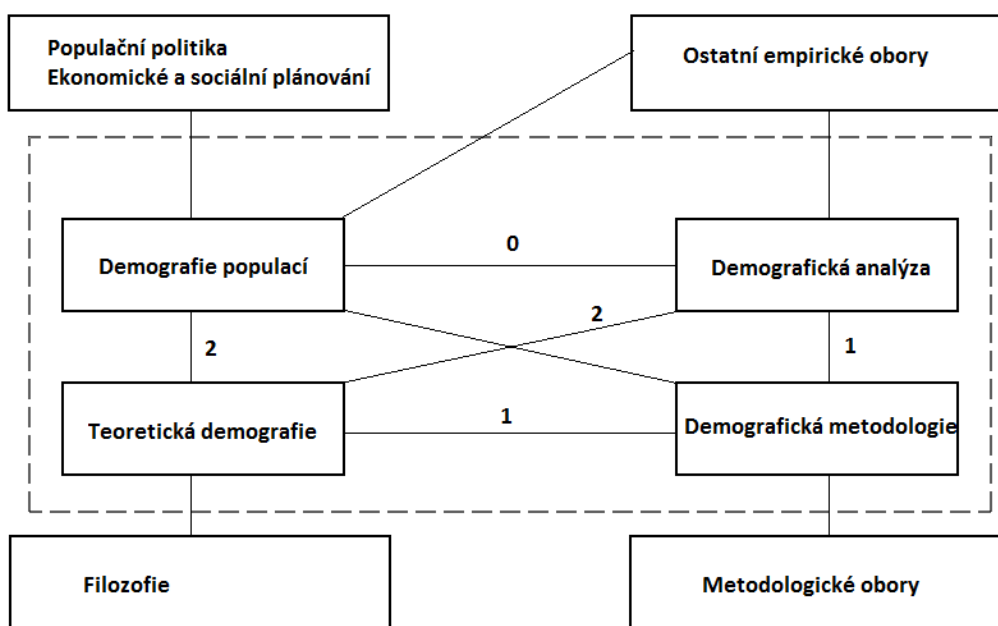 Populační politika
Ekonomické a sociální plánování
Ostatní empirické obory
Demografie populací
0
Demografická analýza
2
2
1
Teoretická demografie
1
Demografická metodologie
Filozofie
Metodologické obory